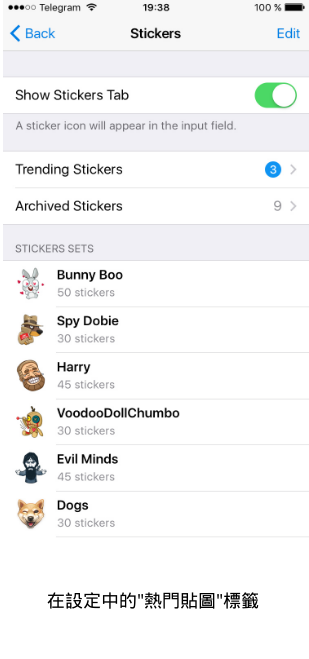 Telegram 19:38 100 %
Back Stickers Edit
Show Stickers Tab
A sticker icon will appear in the input field.
Trending Stickers 3
Archived Stickers 9
STICKERS SETS
Bunny Boo
50 stickers
Spy Dobie
30 stickers
Harry
45 stickers
VoodooDollChumbo
30 stickers
Evil Minds
45 stickers
Dogs
30 stickers
在設定中的"熱門貼圖"標籤